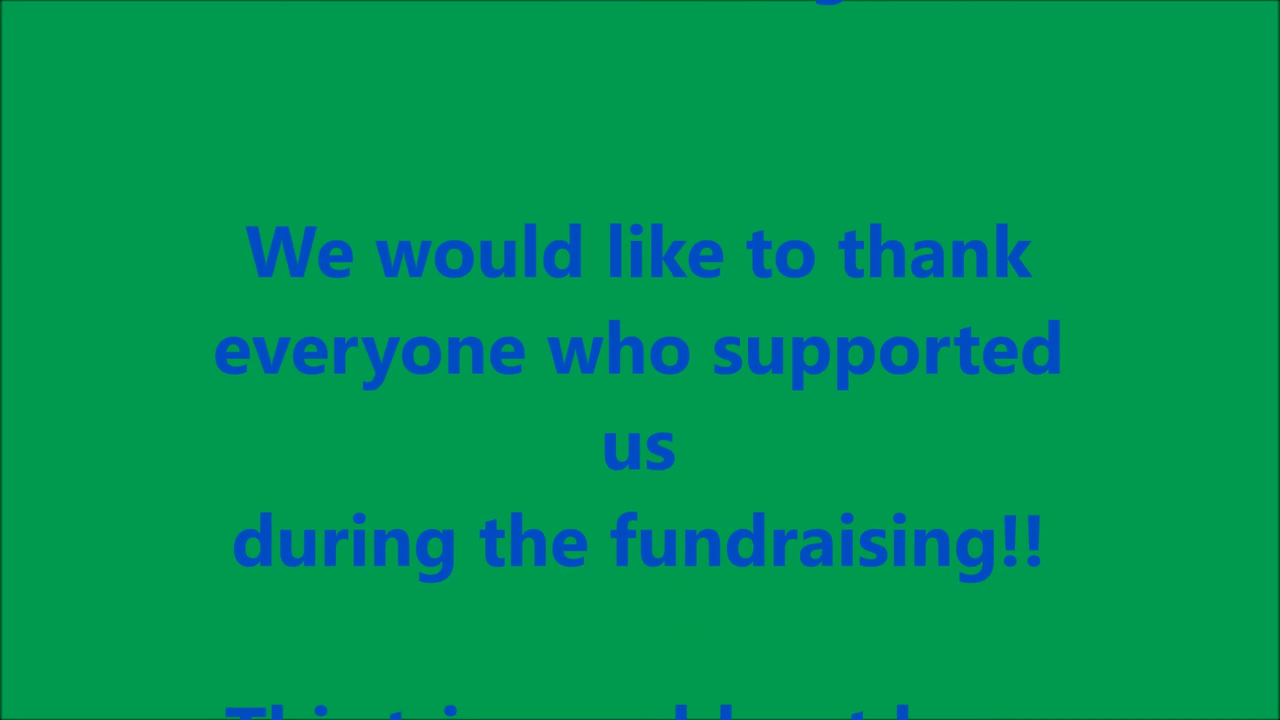 We would like to thank
everyone who supported
us
during the fundraising!!